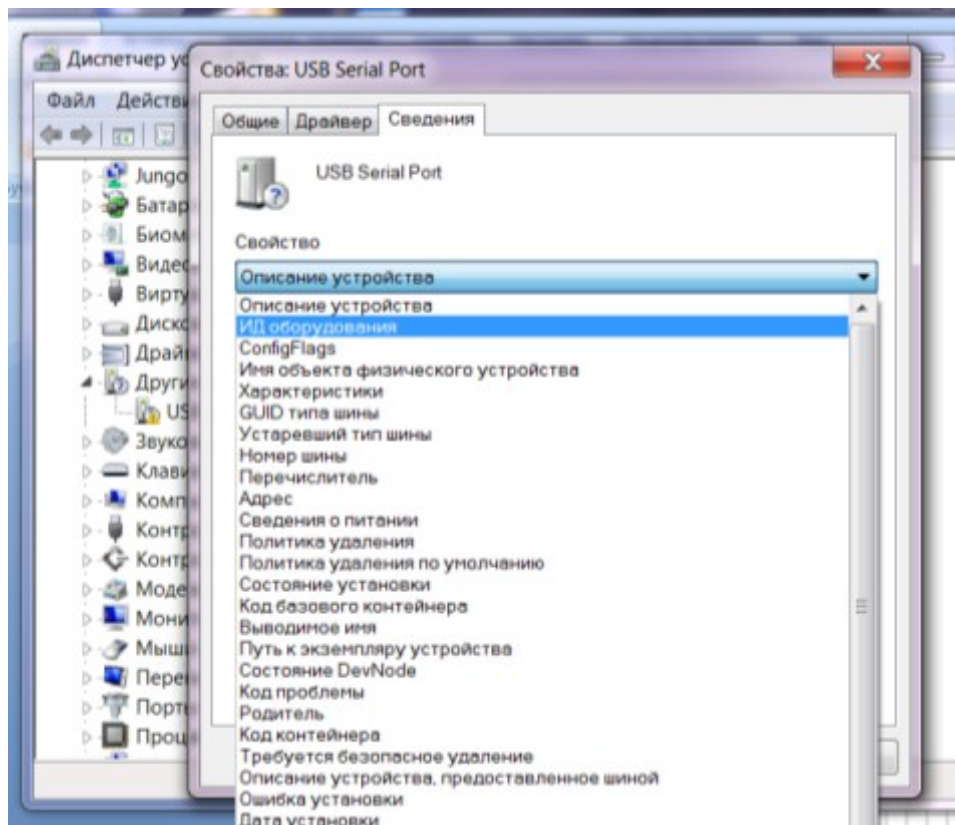 Диспетчер ус
Свойства: USB Serial Port
Файл Действи
Общие Драйвер Сведения
USB Serial Port
Свойство
Описание устройства
Jungo
Батар
Биом
Видео
Вирту
Диско
Драй
Други
US
Звуко
Клави
Комп
Контр
Контр
Моде
Мони
Мыши
Пере
Порты
Проц
Описание устройства
ИД оборудования
ConfigFlags
Имя объекта физического устройства
Характеристики
GUID типа шины
Устаревший тип шины
Номер шины
Перечислитель
Адрес
Сведения о питании
Политика удаления
Политика удаления по умолчанию
Состояние установки
Код базового контейнера
Выводимое имя
Путь к экземпляру устройства
Состояние DevNode
Код проблемы
Родитель
Код контейнера
Требуется безопасное удаление
Описание устройства, предоставленное шиной
Ошибка установки
Дата установки